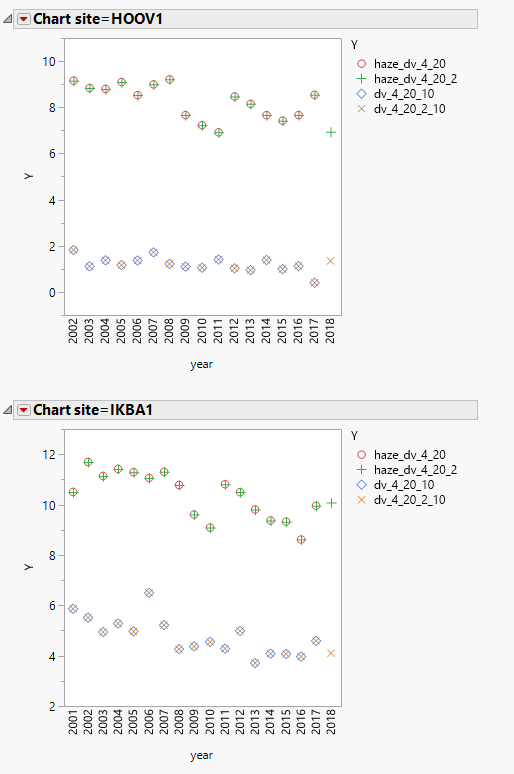 Chart site=HOOV1
Y
haze_dv_4_20
haze_dv_4_20_2
dv_4_20_10
dv_4_20_2_10
10
8
6
4
2
0
Y
2002 2003 2004 2005 2006 2007 2008 2009 2010 2011 2012 2013 2014 2015 2016 2017 2018
year
Chart site=IKBA1
Y
haze_dv_4_20
haze_dv_4_20_2
dv_4_20_10
dv_4_20_2_10
12
10
8
6
4
2
Y
2001 2002 2003 2004 2005 2006 2007 2008 2009 2010 2011 2012 2013 2014 2015 2016 2017 2018
year